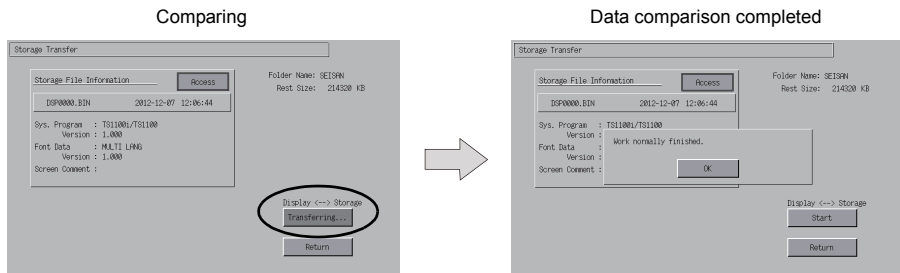 Comparing
Storage Transfer
Storage File Information
Access
DSP0000.BIN 2012-12-07 12:06:44
Sys. Program : TS1100i/TS1100
Version : 1.000
Font Data : MULTI LANG
Version : 1.000
Screen Comment :
Folder Name: SEISAN
Rest Size: 214320 KB
Display <--> Storage
Transferring...
Return
Data comparison completed
Storage Transfer
Storage File Information
Access
DSP0000.BIN 2012-12-07 12:06:44
Sys. Program : TS1100i/TS1100
Version :
Font Data :
Version :
Screen Comment :
Work normally finished.
OK
Folder Name: SEISAN
Rest Size: 214320 KB
Display <--> Storage
Start
Return